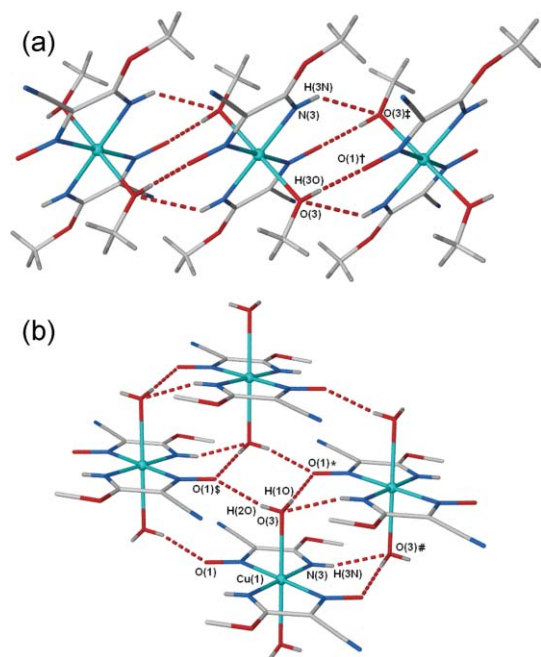 (a)
H(3N)
N(3)
O(3)‡
O(1)†
H(3O)
O(3)
(b)
O(1)*
O(1)$
H(1O)
H(2O)
O(3)
O(3)#
O(1)
N(3)
H(3N)
Cu(1)